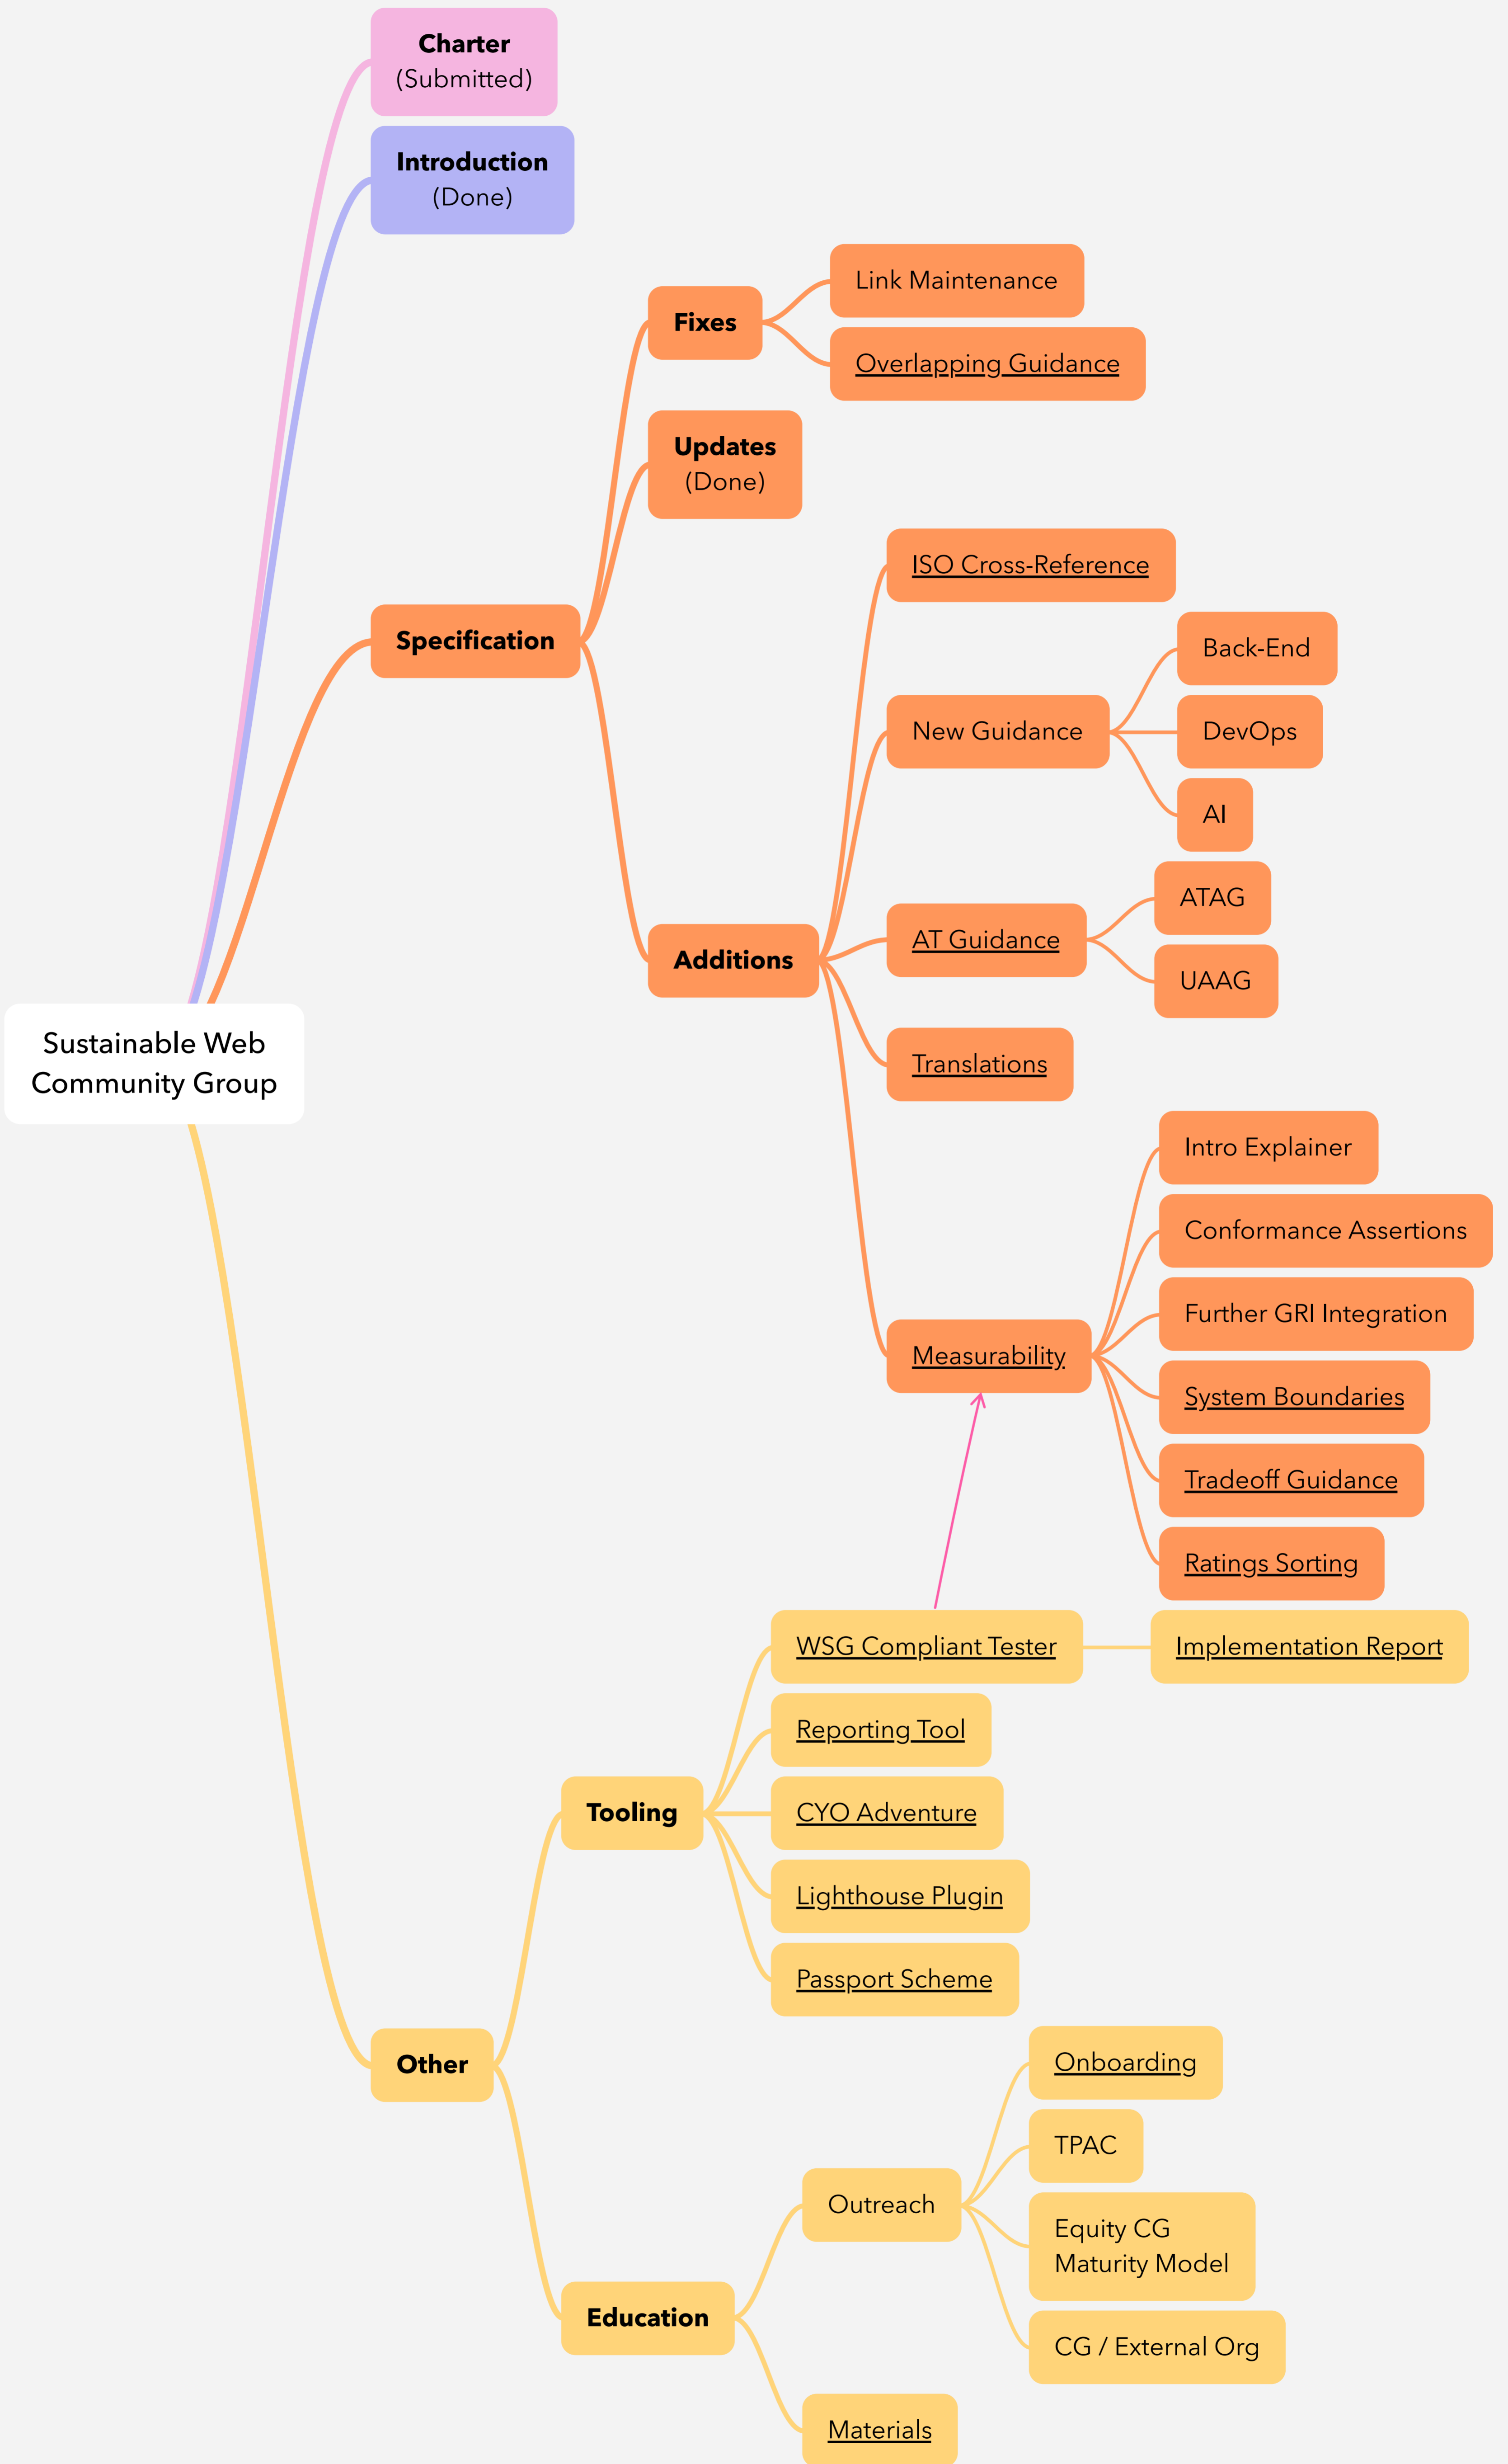 Charter
(Submitted)
Introduction
(Done)
Link Maintenance
Fixes
Overlapping Guidance
Updates
(Done)
ISO Cross-Reference
Specification
Back-End
New Guidance
DevOps
AI
ATAG
AT Guidance
Additions
UAAG
Sustainable Web
Community Group
Translations
Intro Explainer
Conformance Assertions
Further GRI Integration
Measurability
System Boundaries
Tradeoff Guidance
Ratings Sorting
WSG Compliant Tester
Implementation Report
Reporting Tool
Tooling
CYO Adventure
Lighthouse Plugin
Passport Scheme
Other
Onboarding
TPAC
Outreach
Equity CG
Maturity Model
Education
CG / External Org
Materials